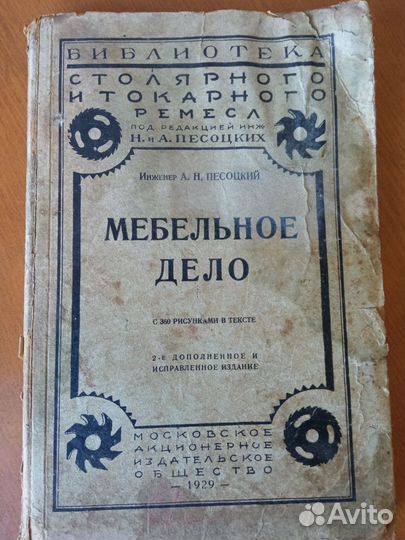 БИБЛИОТЕКА
СТОЛЯРНОГО
И ТОКАРНОГО
РЕМЕСЛ
ПОД РЕДАКЦИЕЙ ИНЖ
Н. и А. ПЕСОЦКИХ
Инженер А. Н. ПЕСОЦКИЙ
МЕБЕЛЬНОЕ
ДЕЛО
С 360 РИСУНКАМИ В ТЕКСТЕ
2-е ДОПОЛНЕННОЕ И
ИСПРАВЛЕННОЕ ИЗДАНИЕ
МОСКОВСКОЕ
АКЦИОНЕРНОЕ
ИЗДАТЕЛЬСКОЕ
ОБЩЕСТВО
— 1929 —
Avito